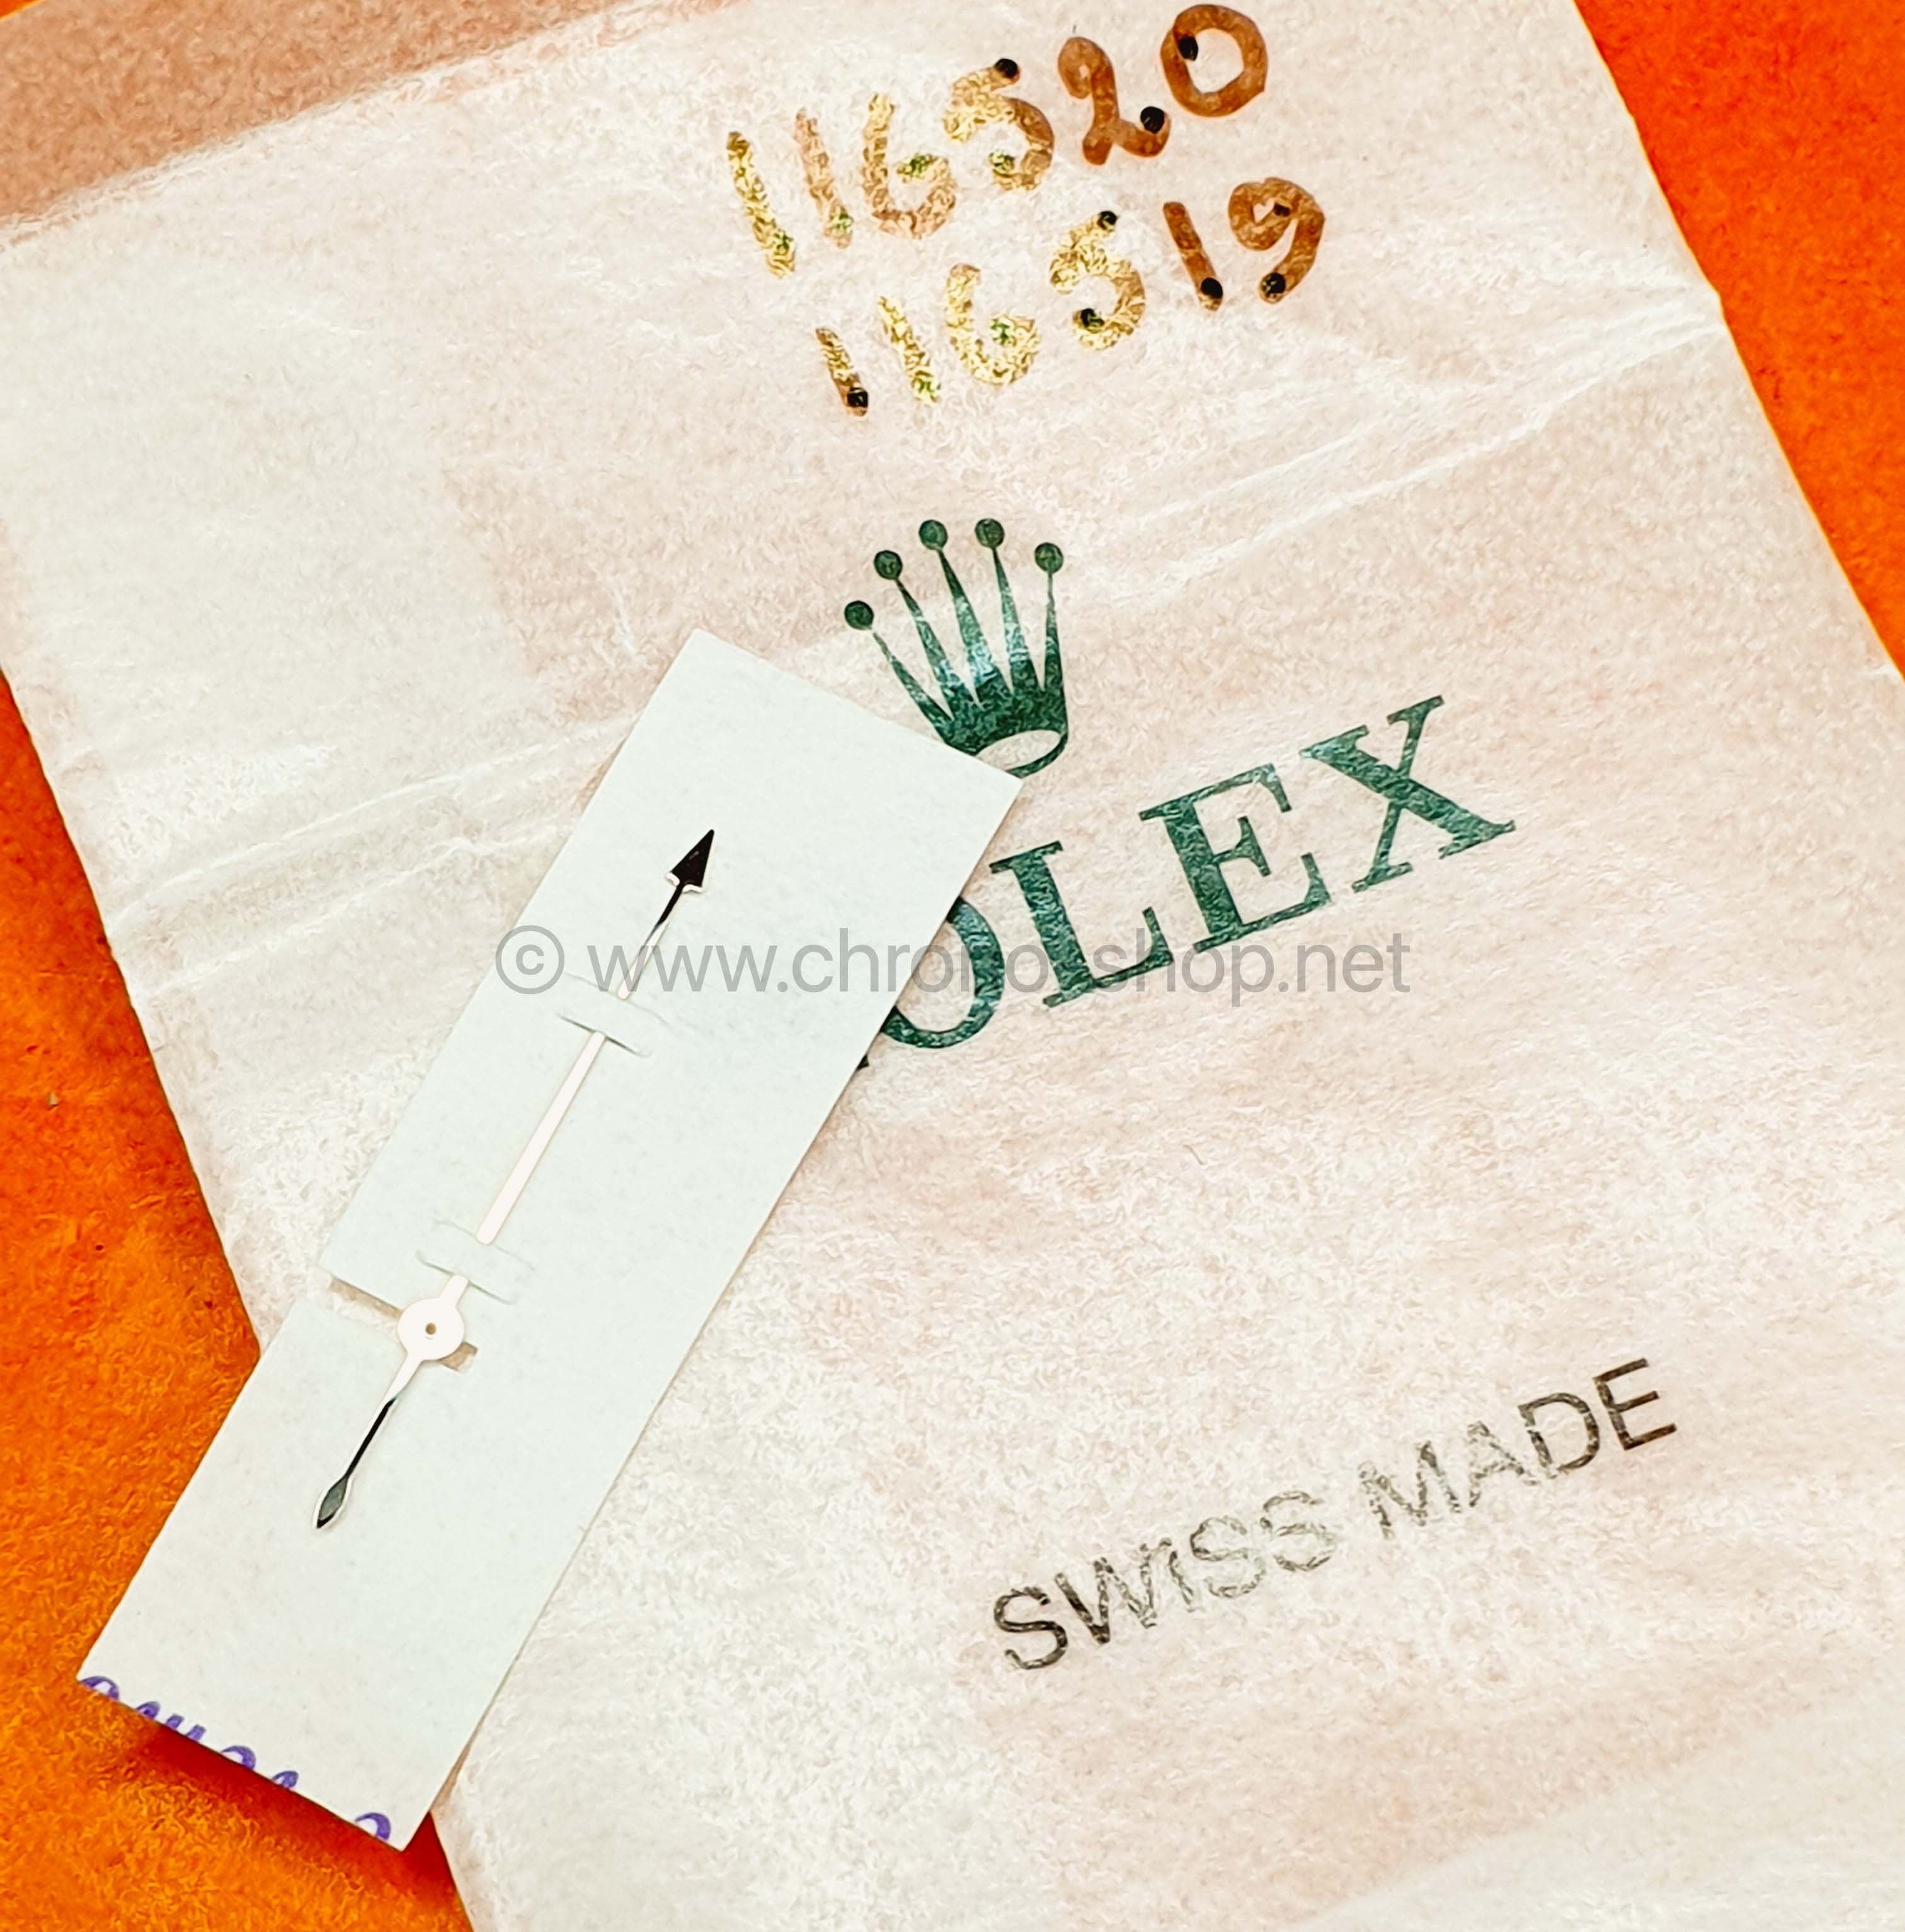 116520
116519
ROLEX
© www.chronoshop.net
SWISS MADE